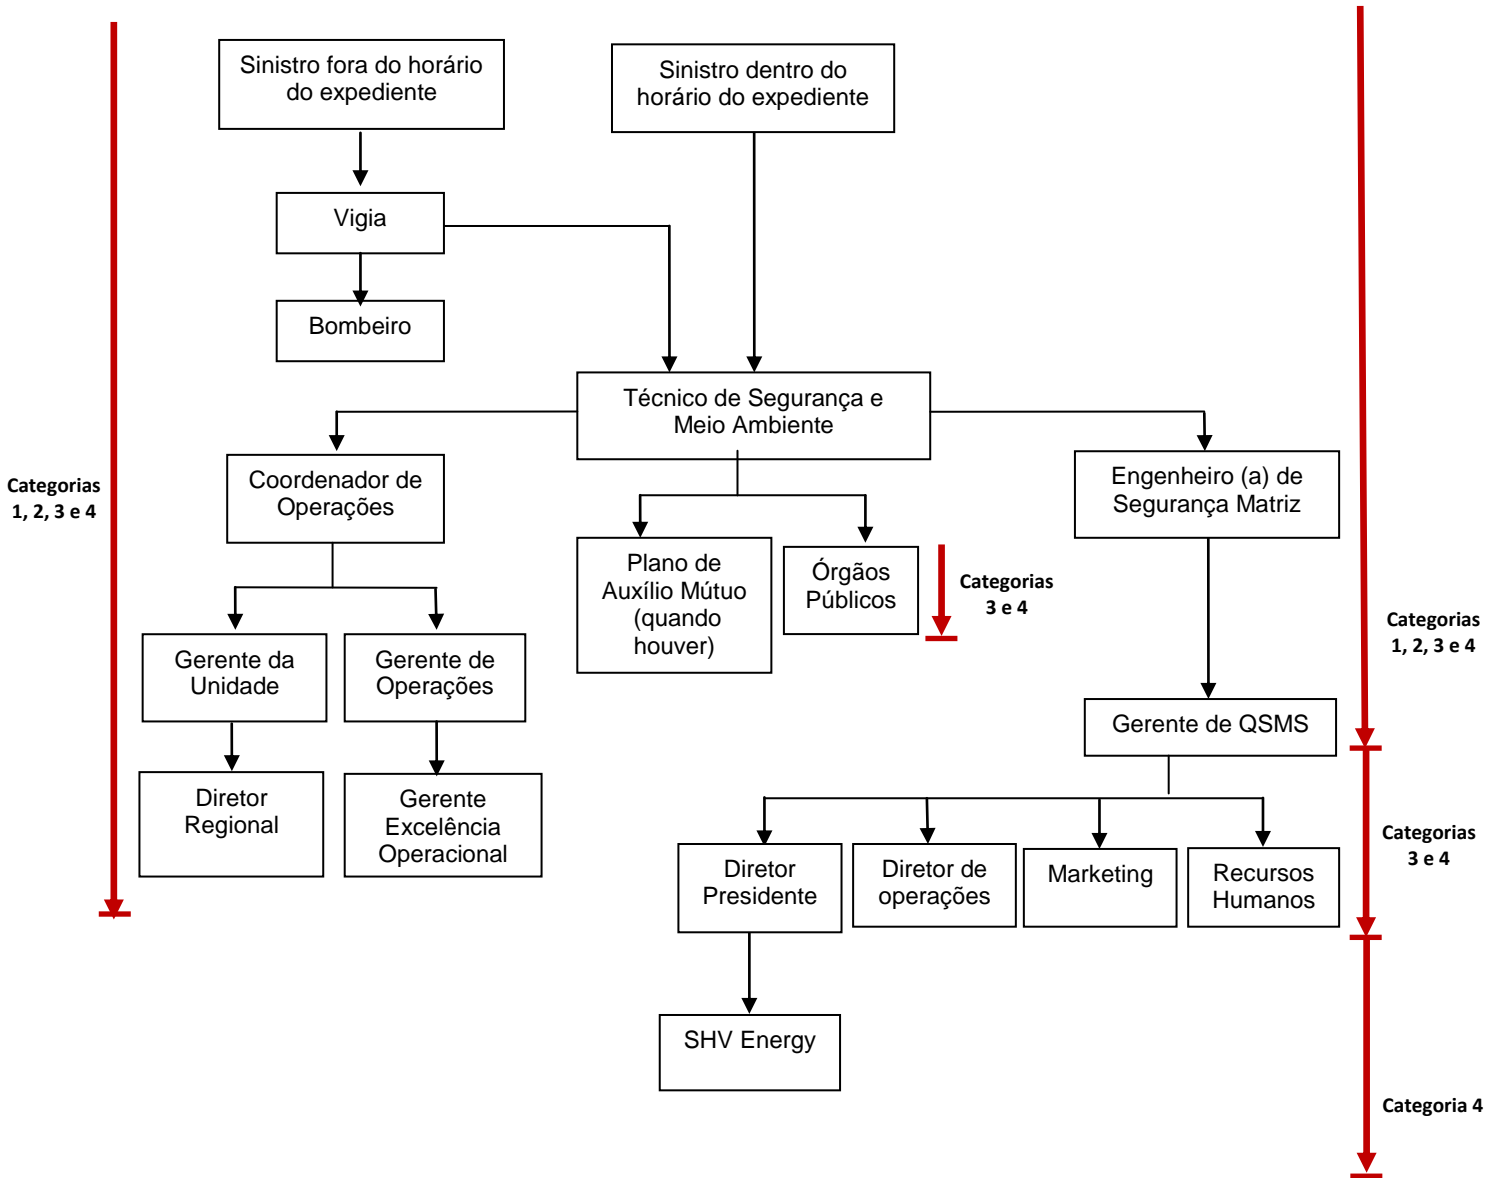 Sinistro fora do horário
do expediente
Sinistro dentro do
horário do expediente
Vigia
Bombeiro
Técnico de Segurança e
Meio Ambiente
Categorias
1, 2, 3 e 4
Coordenador de
Operações
Engenheiro (a) de
Segurança Matriz
Plano de
Auxílio Mútuo
(quando
houver)
Órgãos
Públicos
Categorias
3 e 4
Categorias
1, 2, 3 e 4
Gerente da
Unidade
Gerente de
Operações
Gerente de QSMS
Diretor
Regional
Gerente
Excelência
Operacional
Categorias
3 e 4
Diretor
Presidente
Diretor de
operações
Marketing
Recursos
Humanos
SHV Energy
Categoria 4